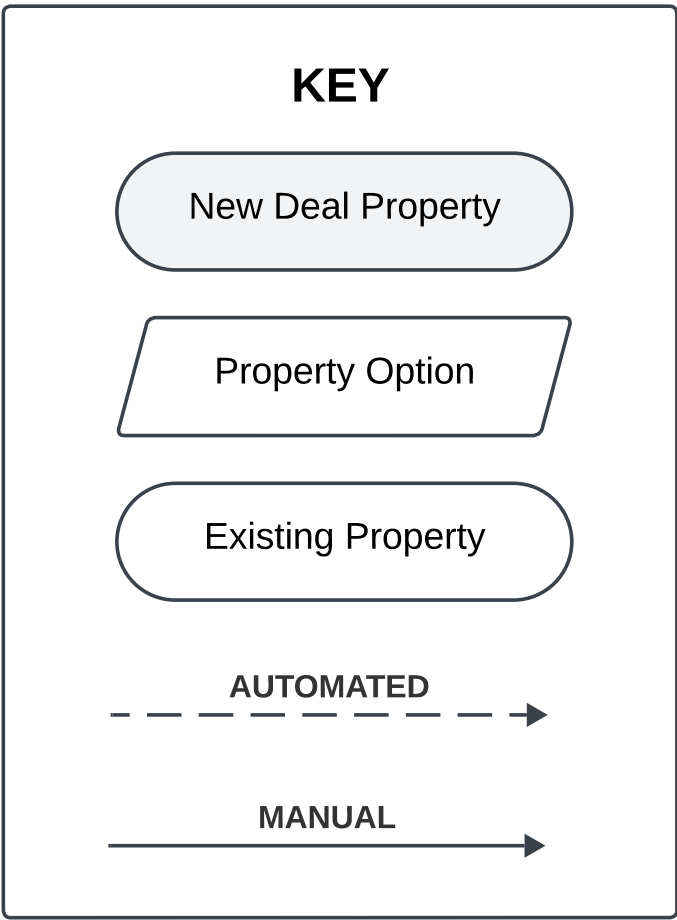 KEY
New Deal Property
Property Option
Existing Property
AUTOMATED
MANUAL